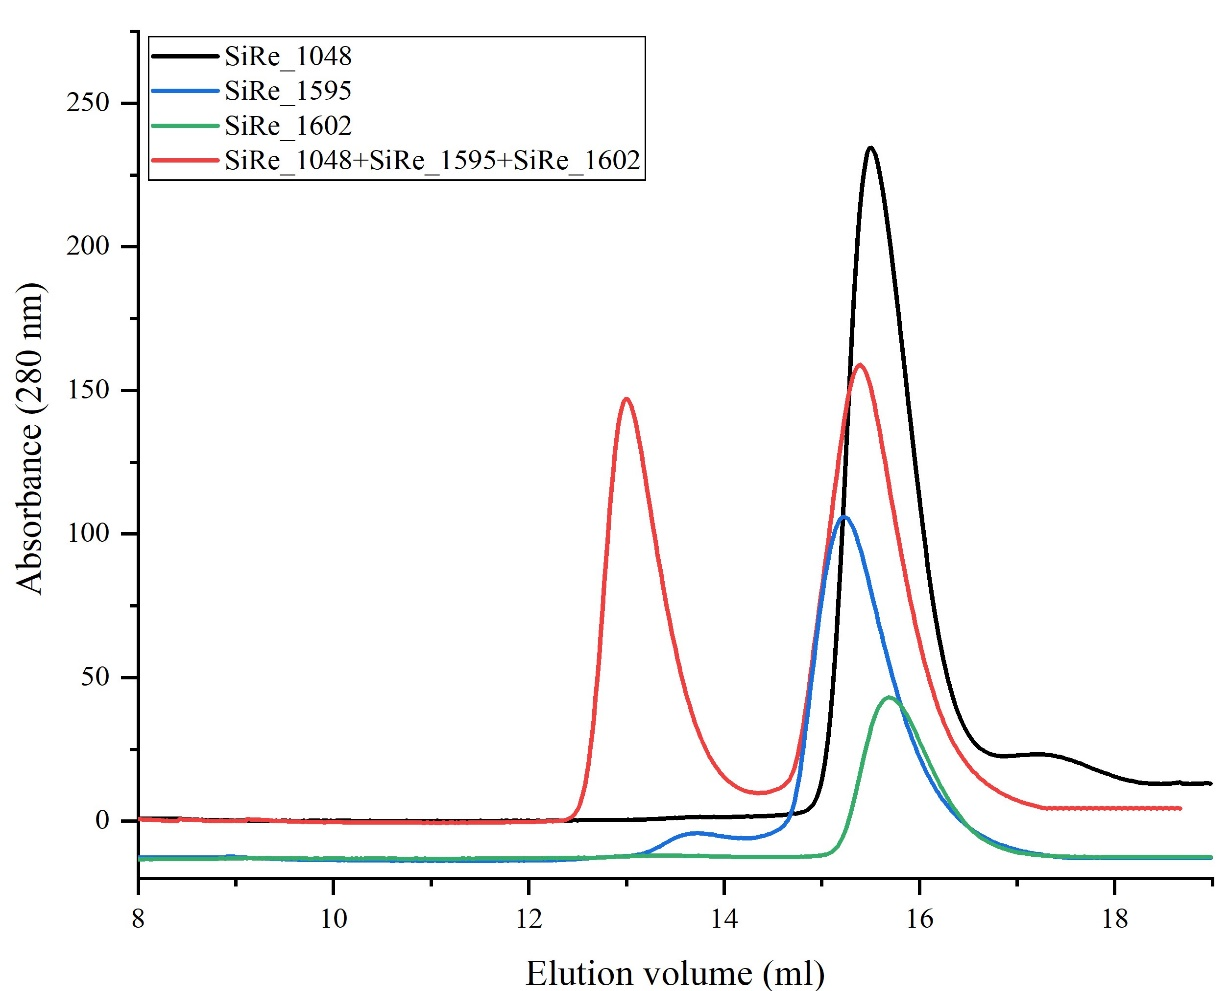 SiRe_1048
SiRe_1595
SiRe_1602
SiRe_1048+SiRe_1595+SiRe_1602
Absorbance (280 nm)
250
200
150
100
50
0
8 10 12 14 16 18
Elution volume (ml)